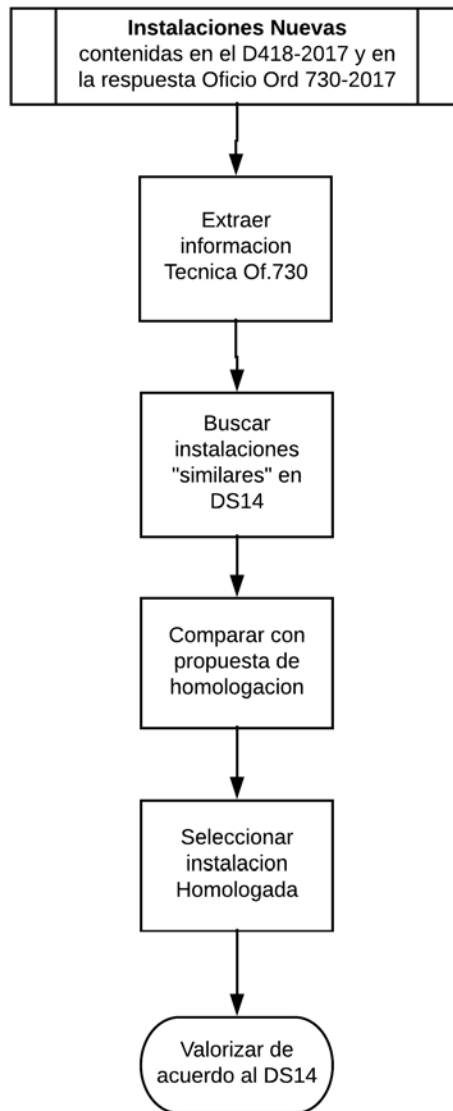 Instalaciones Nuevas
contenidas en el D418-2017 y en
la respuesta Oficio Ord 730-2017
Extraer
informacion
Tecnica Of.730
Buscar
instalaciones
"similares" en
DS14
Comparar con
propuesta de
homologacion
Seleccionar
instalacion
Homologada
Valorizar de
acuerdo al DS14